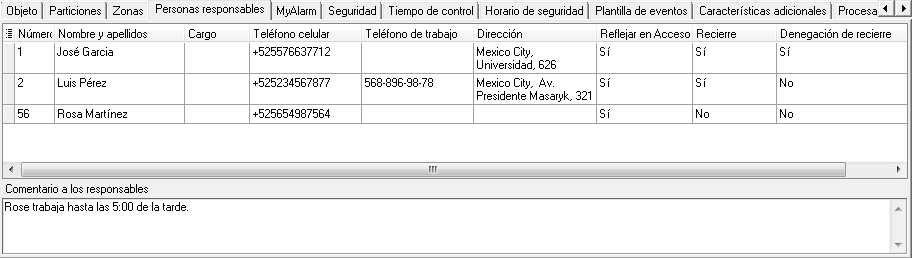 Objeto Particiones Zonas Personas responsables MyAlarm Seguridad Tiempo de control Horario de seguridad Plantilla de eventos Características adicionales Procesa
Número Nombre y apellidos Cargo Teléfono celular Teléfono de trabajo Dirección Reflejar en Acceso Recierre Denegación de recierre
1 José Garcia +525576637712 Mexico City, Sí Sí Sí
Universidad, 626
2 Luis Pérez +525234567877 568-896-98-78 Mexico City, Av. Sí Sí No
Presidente Masaryk, 321
56 Rosa Martínez +525654987564 Sí No No
Comentario a los responsables
Rose trabaja hasta las 5:00 de la tarde.